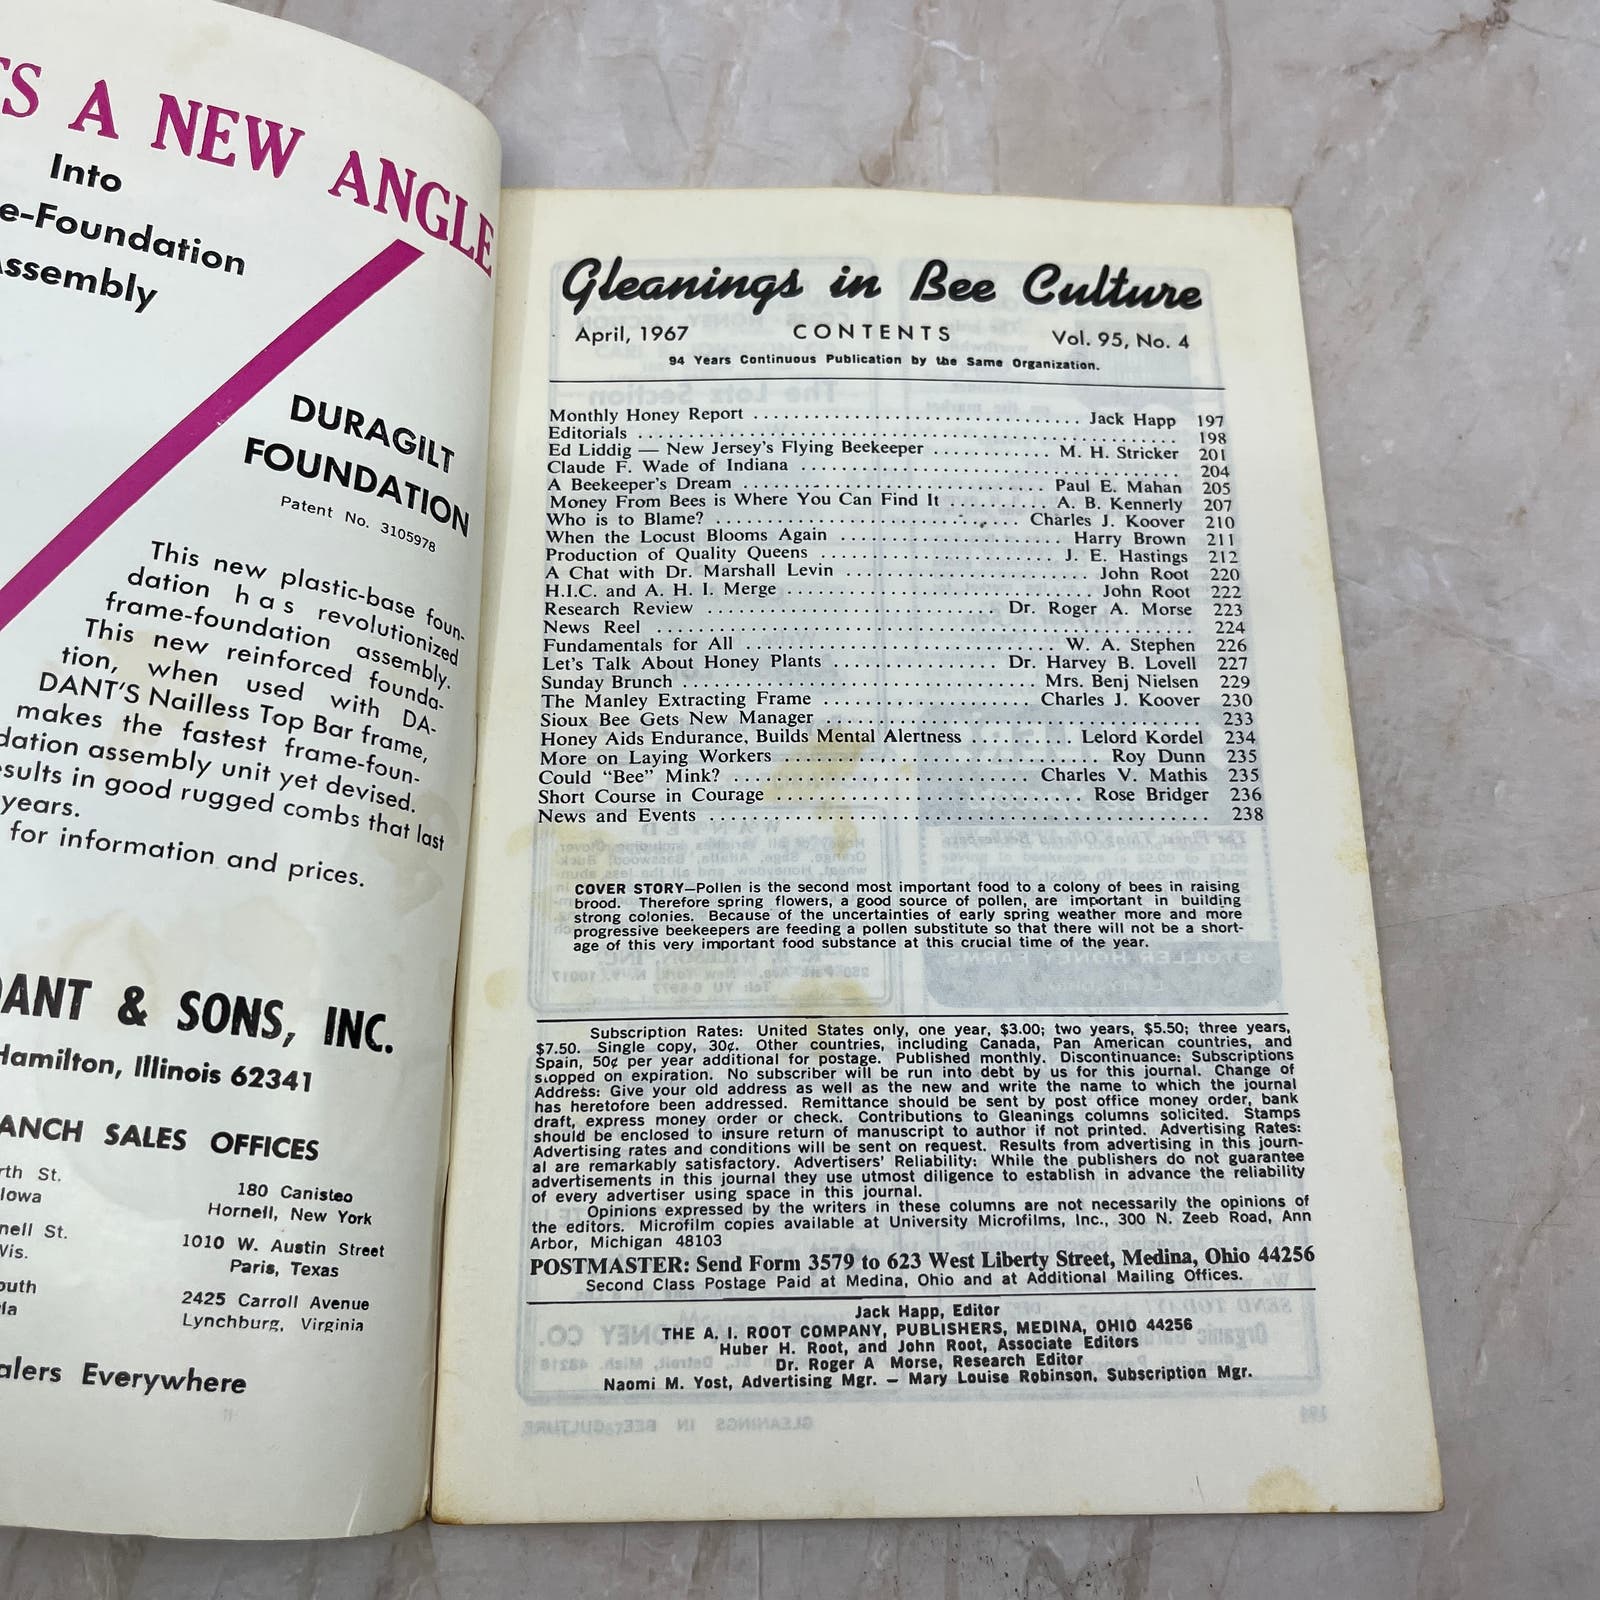 A NEW ANGLE
Into
e-Foundation
ssembly
DURAGILT
FOUNDATION
Patent No. 3105978
This new plastic-base foun-
dation has revolutionized
frame-foundation assembly.
This new reinforced founda-
tion, when used with DA-
DANT'S Nailless Top Bar frame,
makes the fastest frame-foun-
dation assembly unit yet devised.
esults in good rugged combs that last
years.
for information and prices.
DANT & SONS, INC.
Hamilton, Illinois 62341
ANCH SALES OFFICES
rth St.
Iowa
nell St.
Wis.
outh
la
180 Canisteo
Hornell, New York
1010 W. Austin Street
Paris, Texas
2425 Carroll Avenue
Lynchburg, Virginia
alers Everywhere
Gleanings in Bee Culture
April, 1967 CONTENTS Vol. 95, No. 4
94 Years Continuous Publication by the Same Organization.
Monthly Honey Report Jack Happ 197
Editorials 198
Ed Liddig — New Jersey's Flying Beekeeper M. H. Stricker 201
Claude F. Wade of Indiana 204
A Beekeeper's Dream Paul E. Mahan 205
Money From Bees is Where You Can Find It A. B. Kennerly 207
Who is to Blame? Charles J. Koover 210
When the Locust Blooms Again Harry Brown 211
Production of Quality Queens J. E. Hastings 212
A Chat with Dr. Marshall Levin John Root 220
H.I.C. and A. H. I. Merge John Root 222
Research Review Dr. Roger A. Morse 223
News Reel 224
Fundamentals for All W. A. Stephen 226
Let's Talk About Honey Plants Dr. Harvey B. Lovell 227
Sunday Brunch Mrs. Benj Nielsen 229
The Manley Extracting Frame Charles J. Koover 230
Sioux Bee Gets New Manager 233
Honey Aids Endurance, Builds Mental Alertness Lelord Kordel 234
More on Laying Workers Roy Dunn 235
Could "Bee" Mink? Charles V. Mathis 235
Short Course in Courage Rose Bridger 236
News and Events 238
COVER STORY—Pollen is the second most important food to a colony of bees in raising
brood. Therefore spring flowers, a good source of pollen, are important in building
strong colonies. Because of the uncertainties of early spring weather more and more
progressive beekeepers are feeding a pollen substitute so that there will not be a short-
age of this very important food substance at this crucial time of the year.
Subscription Rates: United States only, one year, $3.00; two years, $5.50; three years,
$7.50. Single copy, 30¢. Other countries, including Canada, Pan American countries, and
Spain, 50¢ per year additional for postage. Published monthly. Discontinuance: Subscriptions
stopped on expiration. No subscriber will be run into debt by us for this journal. Change of
Address: Give your old address as well as the new and write the name to which the journal
has heretofore been addressed. Remittance should be sent by post office money order, bank
draft, express money order or check. Contributions to Gleanings columns solicited. Stamps
should be enclosed to insure return of manuscript to author if not printed. Advertising Rates:
Advertising rates and conditions will be sent on request. Results from advertising in this journ-
al are remarkably satisfactory. Advertisers' Reliability: While the publishers do not guarantee
advertisements in this journal they use utmost diligence to establish in advance the reliability
of every advertiser using space in this journal.
Opinions expressed by the writers in these columns are not necessarily the opinions of
the editors. Microfilm copies available at University Microfilms, Inc., 300 N. Zeeb Road, Ann
Arbor, Michigan 48103
POSTMASTER: Send Form 3579 to 623 West Liberty Street, Medina, Ohio 44256
Second Class Postage Paid at Medina, Ohio and at Additional Mailing Offices.
Jack Happ, Editor
THE A. I. ROOT COMPANY, PUBLISHERS, MEDINA, OHIO 44256
Huber H. Root, and John Root, Associate Editors
Dr. Roger A Morse, Research Editor
Naomi M. Yost, Advertising Mgr. — Mary Louise Robinson, Subscription Mgr.